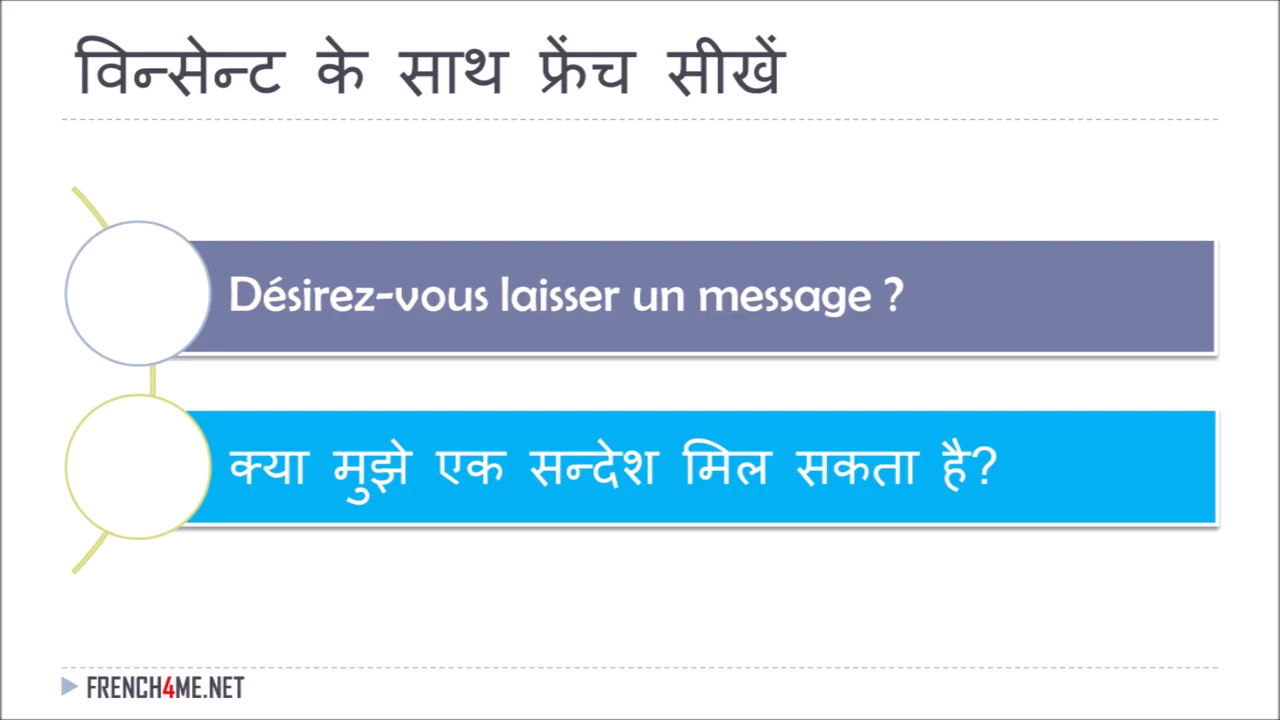 विन्सेन्ट के साथ फ्रेंच सीखें
Désirez-vous laisser un message ?
क्या मुझे एक सन्देश मिल सकता है?
FRENCH4ME.NET